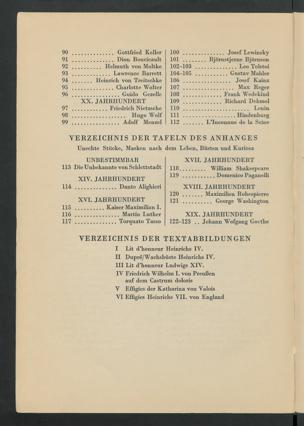 90 .............. Gottfried Keller
91 .............. Dion Boucicault
92 .......... Helmuth von Moltke
93 ............ Lawrence Barrett
94 ....... Heinrich von Treitschke
95 ............. Charlotte Wolter
96 ............... Guido Gezelle
XX. JAHRHUNDERT
97 ........... Friedrich Nietzsche
98 ................. Hugo Wolf
99 ............... Adolf Menzel
100 ............... Josef Lewinsky
101 ......... Björnstjerne Björnson
102–103 ............. Leo Tolstoi
104–105 .......... Gustav Mahler
106 ................. Josef Kainz
107 .................. Max Reger
108 ............ Frank Wedekind
109 ............ Richard Dehmel
110 ...................... Lenin
111 ................ Hindenburg
112 ....... L'Inconnue de la Seine
VERZEICHNIS DER TAFELN DES ANHANGES
Unechte Stücke, Masken nach dem Leben, Büsten und Kuriosa
UNBESTIMMBAR
113 Die Unbekannte von Schlettstadt
XIV. JAHRHUNDERT
114 ............. Dante Alighieri
XVI. JAHRHUNDERT
115 ......... Kaiser Maximilian I.
116 .............. Martin Luther
117 ............. Torquato Tasso
XVII. JAHRHUNDERT
118 ......... William Shakespeare
119 .......... Domenico Paganelli
XVIII. JAHRHUNDERT
120 ....... Maximilien Robespierre
121 .......... George Washington
XIX. JAHRHUNDERT
122–123 .. Johann Wolfgang Goethe
VERZEICHNIS DER TEXTABBILDUNGEN
I Lit d'honneur Heinrichs IV.
II Dupré/Wachsbüste Heinrichs IV.
III Lit d'honneur Ludwigs XIV.
IV Friedrich Wilhelm I. von Preußen
auf dem Castrum doloris
V Effigies der Katharina von Valois
VI Effigies Heinrichs VII. von England